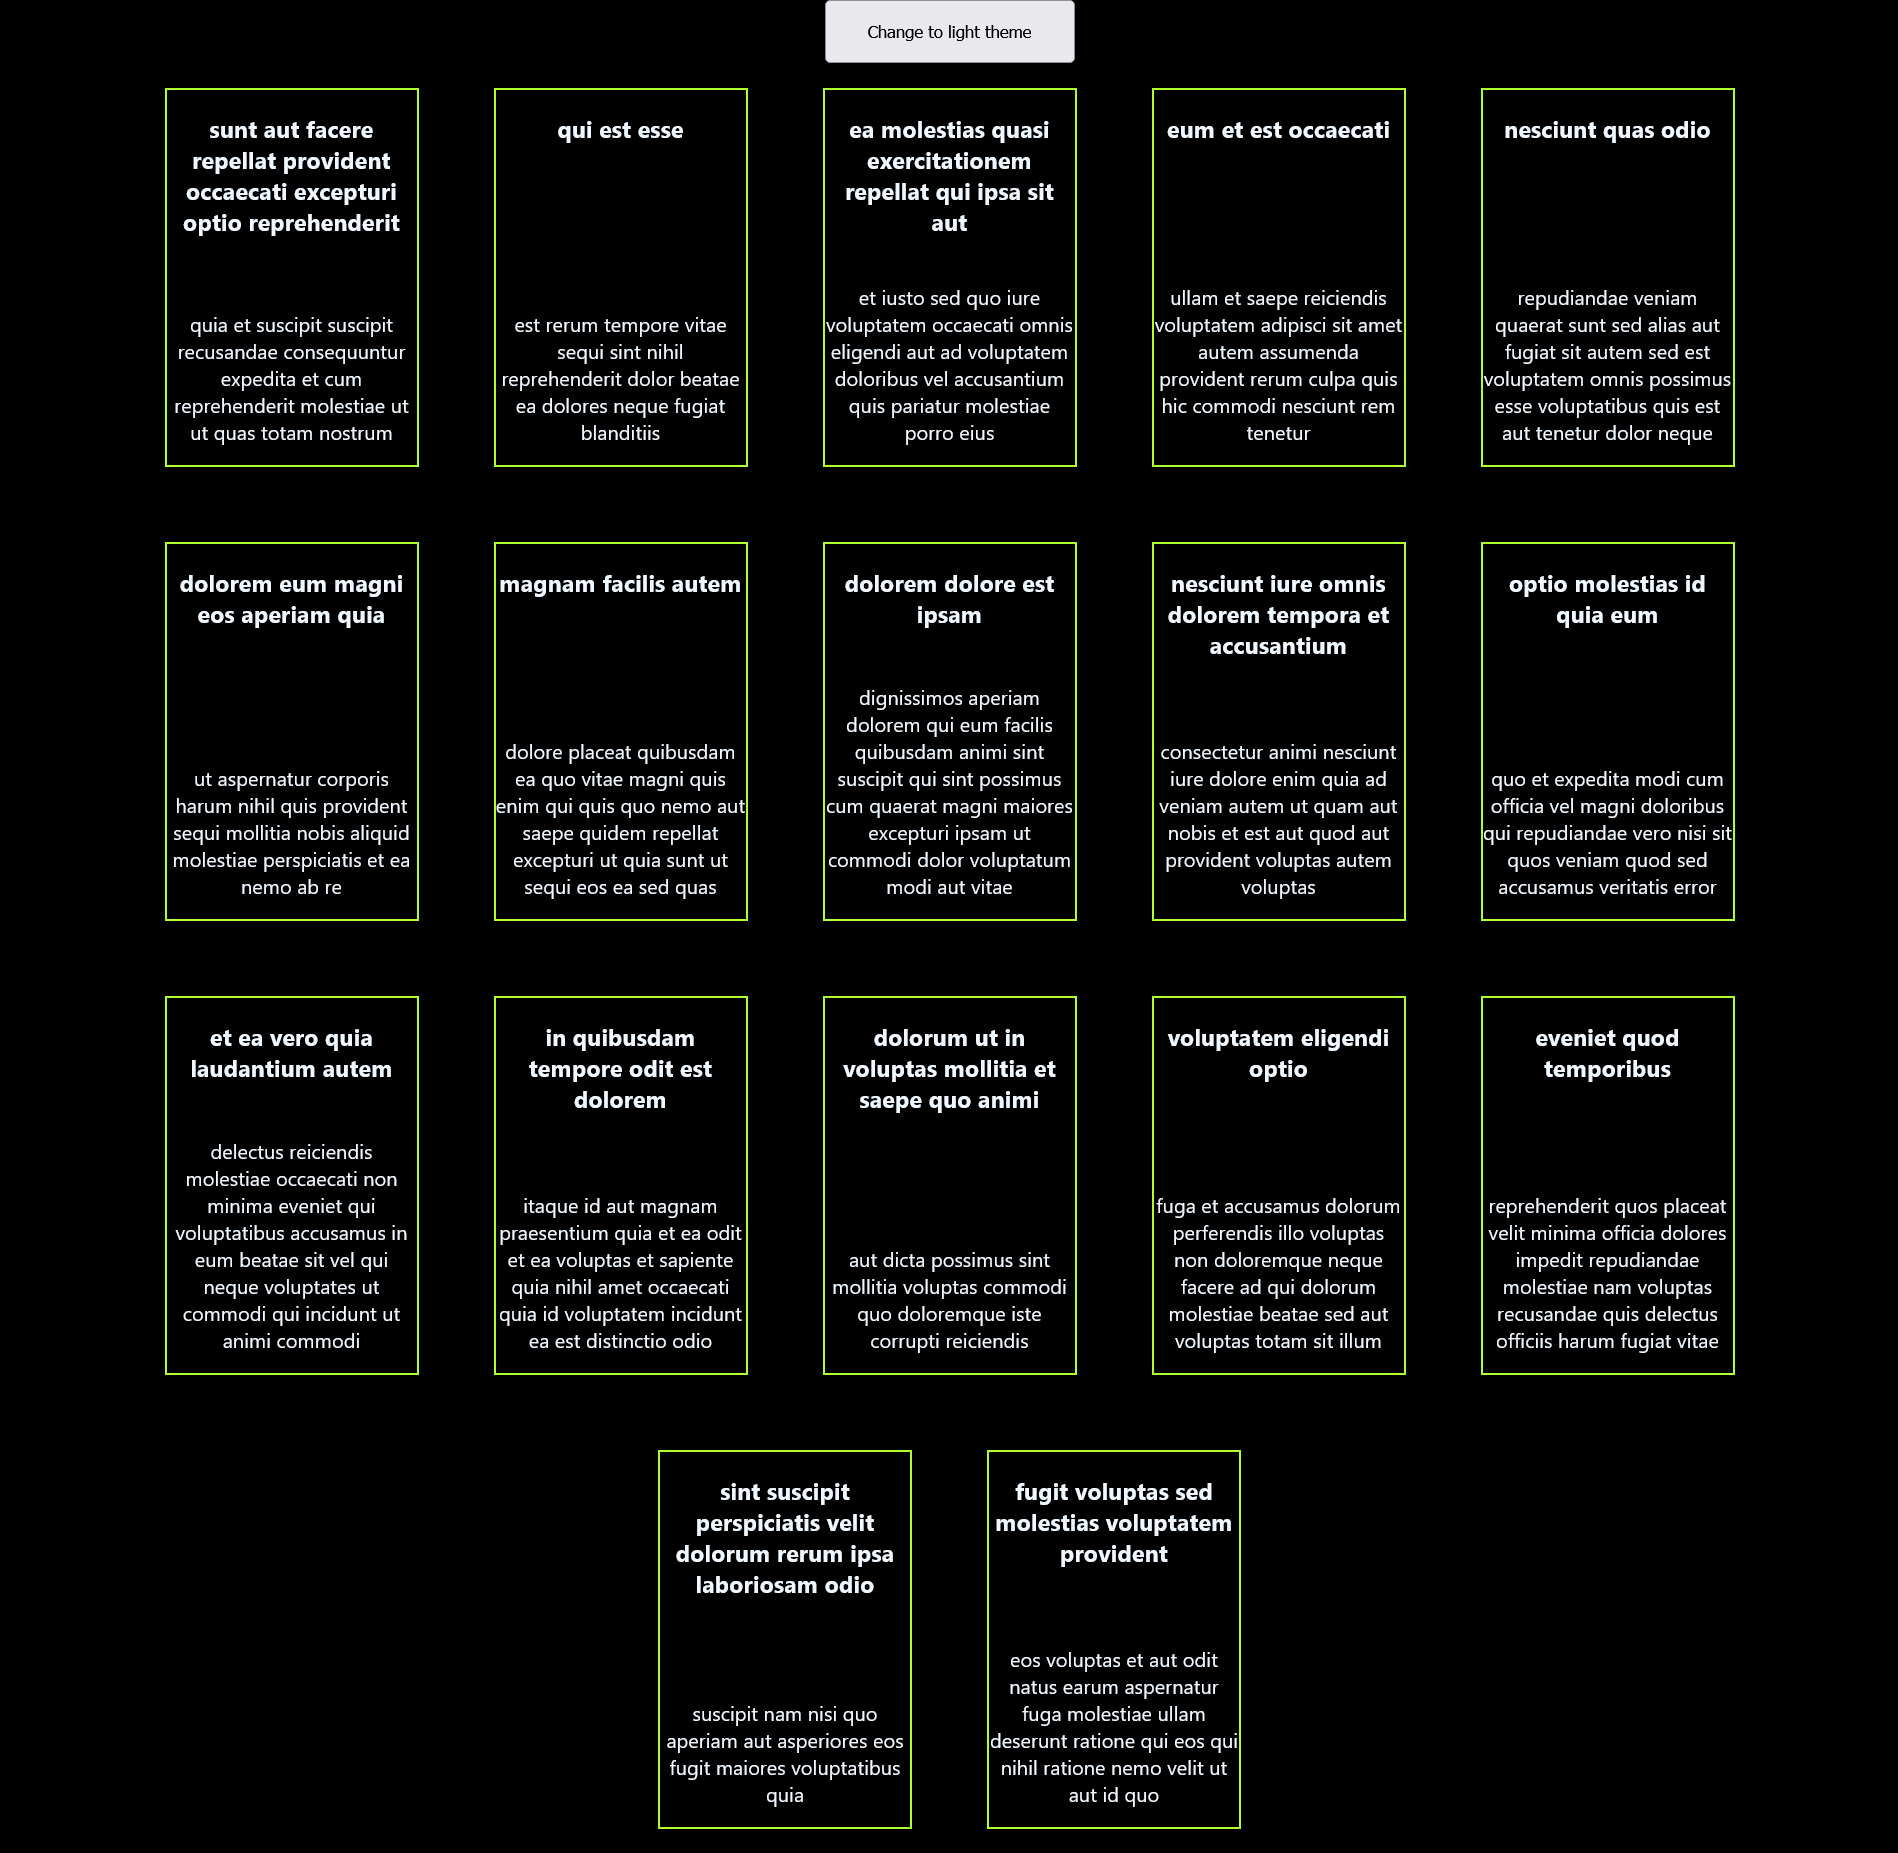 Change to light theme
sunt aut facere
repellat provident
occaecati excepturi
optio reprehenderit
quia et suscipit suscipit
recusandae consequuntur
expedita et cum
reprehenderit molestiae ut
ut quas totam nostrum
qui est esse
est rerum tempore vitae
sequi sint nihil
reprehenderit dolor beatae
ea dolores neque fugiat
blanditiis
ea molestias quasi
exercitationem
repellat qui ipsa sit
aut
et iusto sed quo iure
voluptatem occaecati omnis
eligendi aut ad voluptatem
doloribus vel accusantium
quis pariatur molestiae
porro eius
eum et est occaecati
ullam et saepe reiciendis
voluptatem adipisci sit amet
autem assumenda
provident rerum culpa quis
hic commodi nesciunt rem
tenetur
nesciunt quas odio
repudiandae veniam
quaerat sunt sed alias aut
fugiat sit autem sed est
voluptatem omnis possimus
esse voluptatibus quis est
aut tenetur dolor neque
dolorem eum magni
eos aperiam quia
ut aspernatur corporis
harum nihil quis provident
sequi mollitia nobis aliquid
molestiae perspiciatis et ea
nemo ab re
magnam facilis autem
dolore placeat quibusdam
ea quo vitae magni quis
enim qui quis quo nemo aut
saepe quidem repellat
excepturi ut quia sunt ut
sequi eos ea sed quas
dolorem dolore est
ipsam
dignissimos aperiam
dolorem qui eum facilis
quibusdam animi sint
suscipit qui sint possimus
cum quaerat magni maiores
excepturi ipsam ut
commodi dolor voluptatum
modi aut vitae
nesciunt iure omnis
dolorem tempora et
accusantium
consectetur animi nesciunt
iure dolore enim quia ad
veniam autem ut quam aut
nobis et est aut quod aut
provident voluptas autem
voluptas
optio molestias id
quia eum
quo et expedita modi cum
officia vel magni doloribus
qui repudiandae vero nisi sit
quos veniam quod sed
accusamus veritatis error
et ea vero quia
laudantium autem
delectus reiciendis
molestiae occaecati non
minima eveniet qui
voluptatibus accusamus in
eum beatae sit vel qui
neque voluptates ut
commodi qui incidunt ut
animi commodi
in quibusdam
tempore odit est
dolorem
itaque id aut magnam
praesentium quia et ea odit
et ea voluptas et sapiente
quia nihil amet occaecati
quia id voluptatem incidunt
ea est distinctio odio
dolorum ut in
voluptas mollitia et
saepe quo animi
aut dicta possimus sint
mollitia voluptas commodi
quo doloremque iste
corrupti reiciendis
voluptatem eligendi
optio
fuga et accusamus dolorum
perferendis illo voluptas
non doloremque neque
facere ad qui dolorum
molestiae beatae sed aut
voluptas totam sit illum
eveniet quod
temporibus
reprehenderit quos placeat
velit minima officia dolores
impedit repudiandae
molestiae nam voluptas
recusandae quis delectus
officiis harum fugiat vitae
sint suscipit
perspiciatis velit
dolorum rerum ipsa
laboriosam odio
suscipit nam nisi quo
aperiam aut asperiores eos
fugit maiores voluptatibus
quia
fugit voluptas sed
molestias voluptatem
provident
eos voluptas et aut odit
natus earum aspernatur
fuga molestiae ullam
deserunt ratione qui eos qui
nihil ratione nemo velit ut
aut id quo